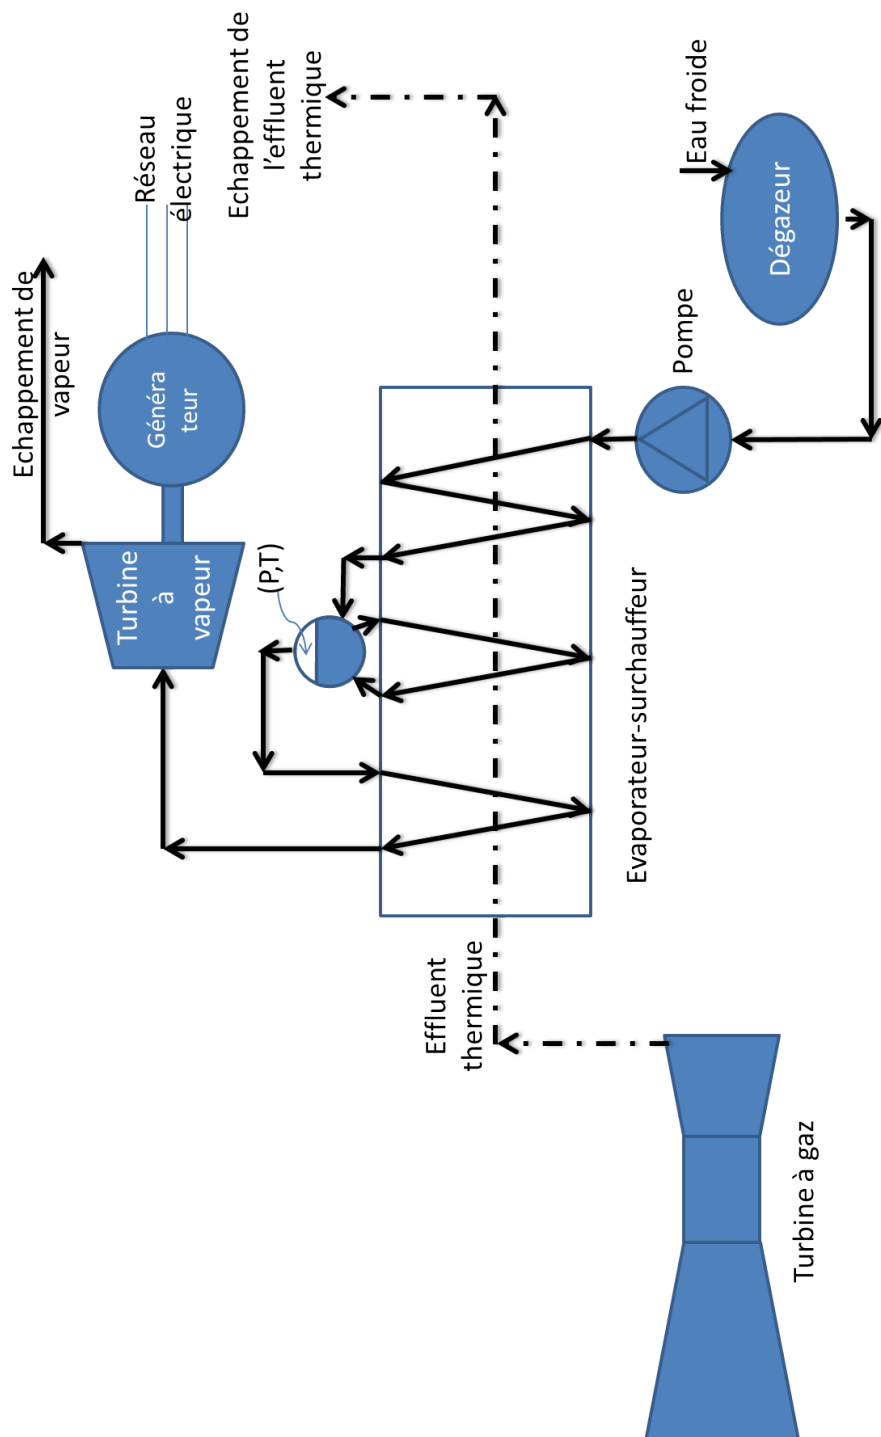 Echappement de
vapeur
Réseau
électrique
Généra
teur
Turbine
à
vapeur
(P,T)
Echappement de
l'effluent
thermique
Effluent
thermique
Evaporateur-surchauffeur
Pompe
Eau froide
Dégazeur
Turbine à gaz